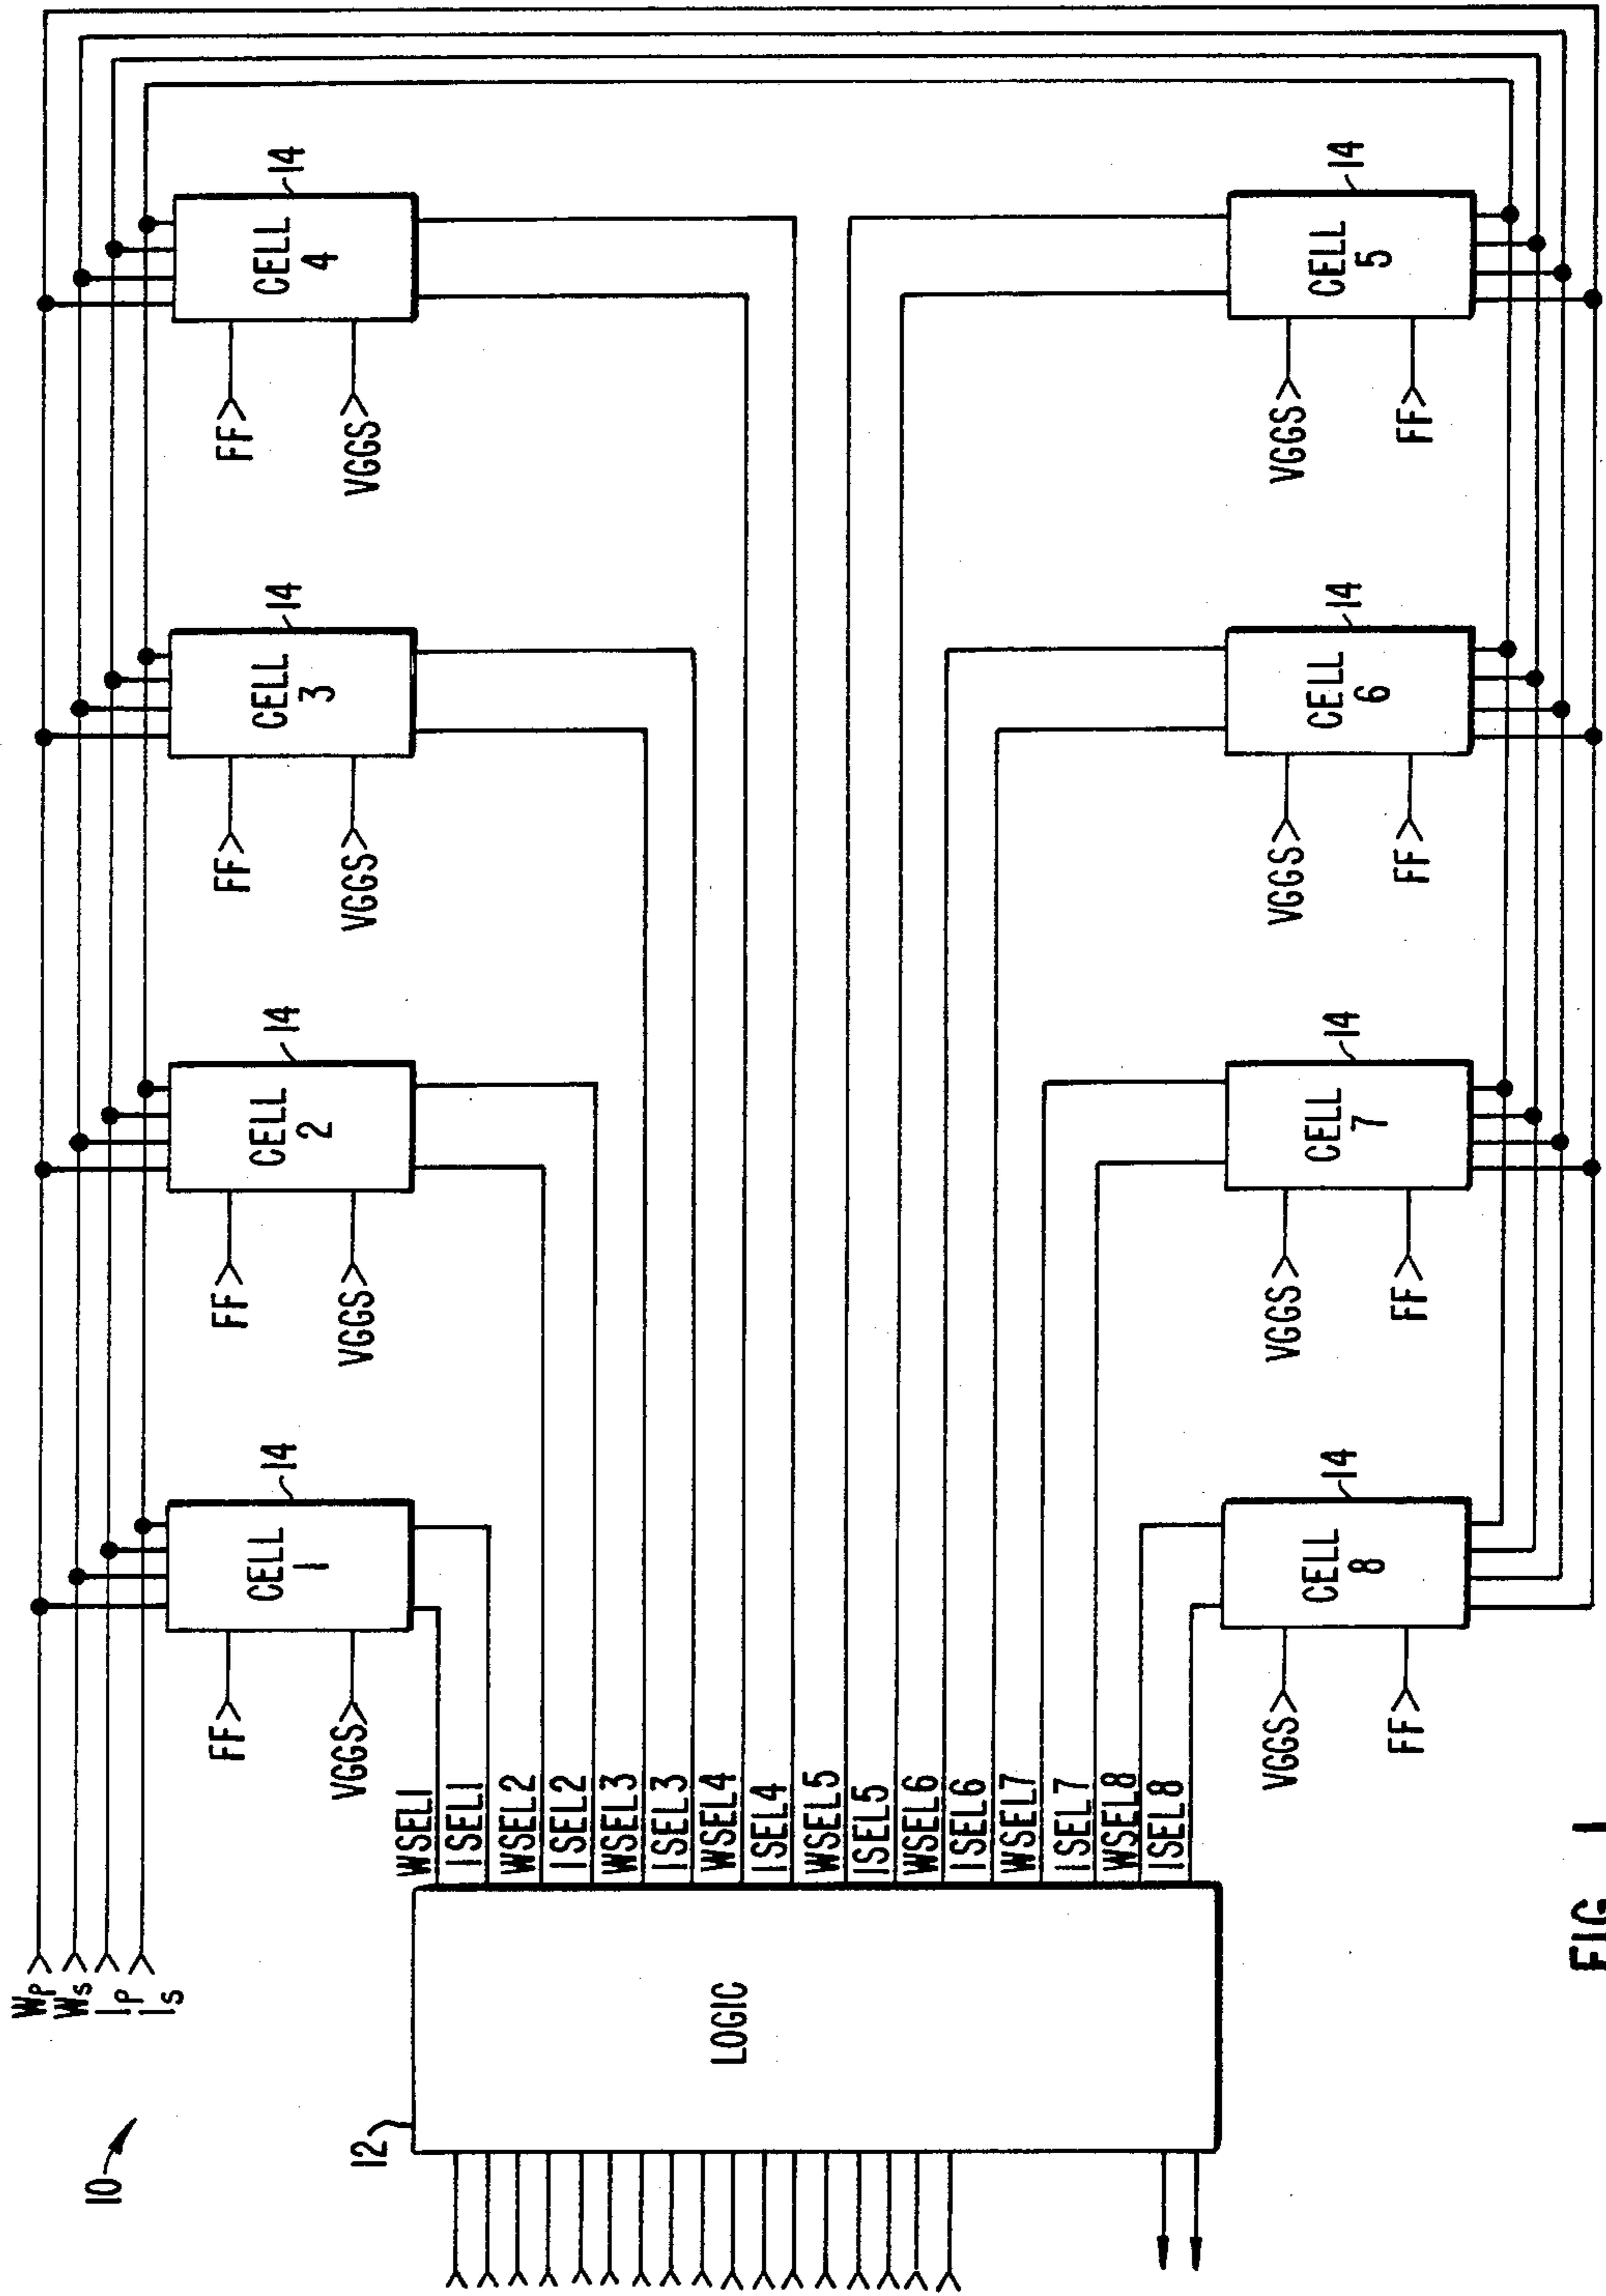 10
Wp
Ws
Ip
Is
12
LOGIC
WSEL1
ISEL1
WSEL2
ISEL2
WSEL3
ISEL3
WSEL4
ISEL4
WSEL5
ISEL5
WSEL6
ISEL6
WSEL7
ISEL7
WSEL8
ISEL8
FF
VGGS
CELL
1
14
FF
VGGS
CELL
2
14
FF
VGGS
CELL
3
14
FF
VGGS
CELL
4
14
VGGS
FF
CELL
8
14
VGGS
FF
CELL
7
14
VGGS
FF
CELL
6
14
VGGS
FF
CELL
5
14
FIG. 1